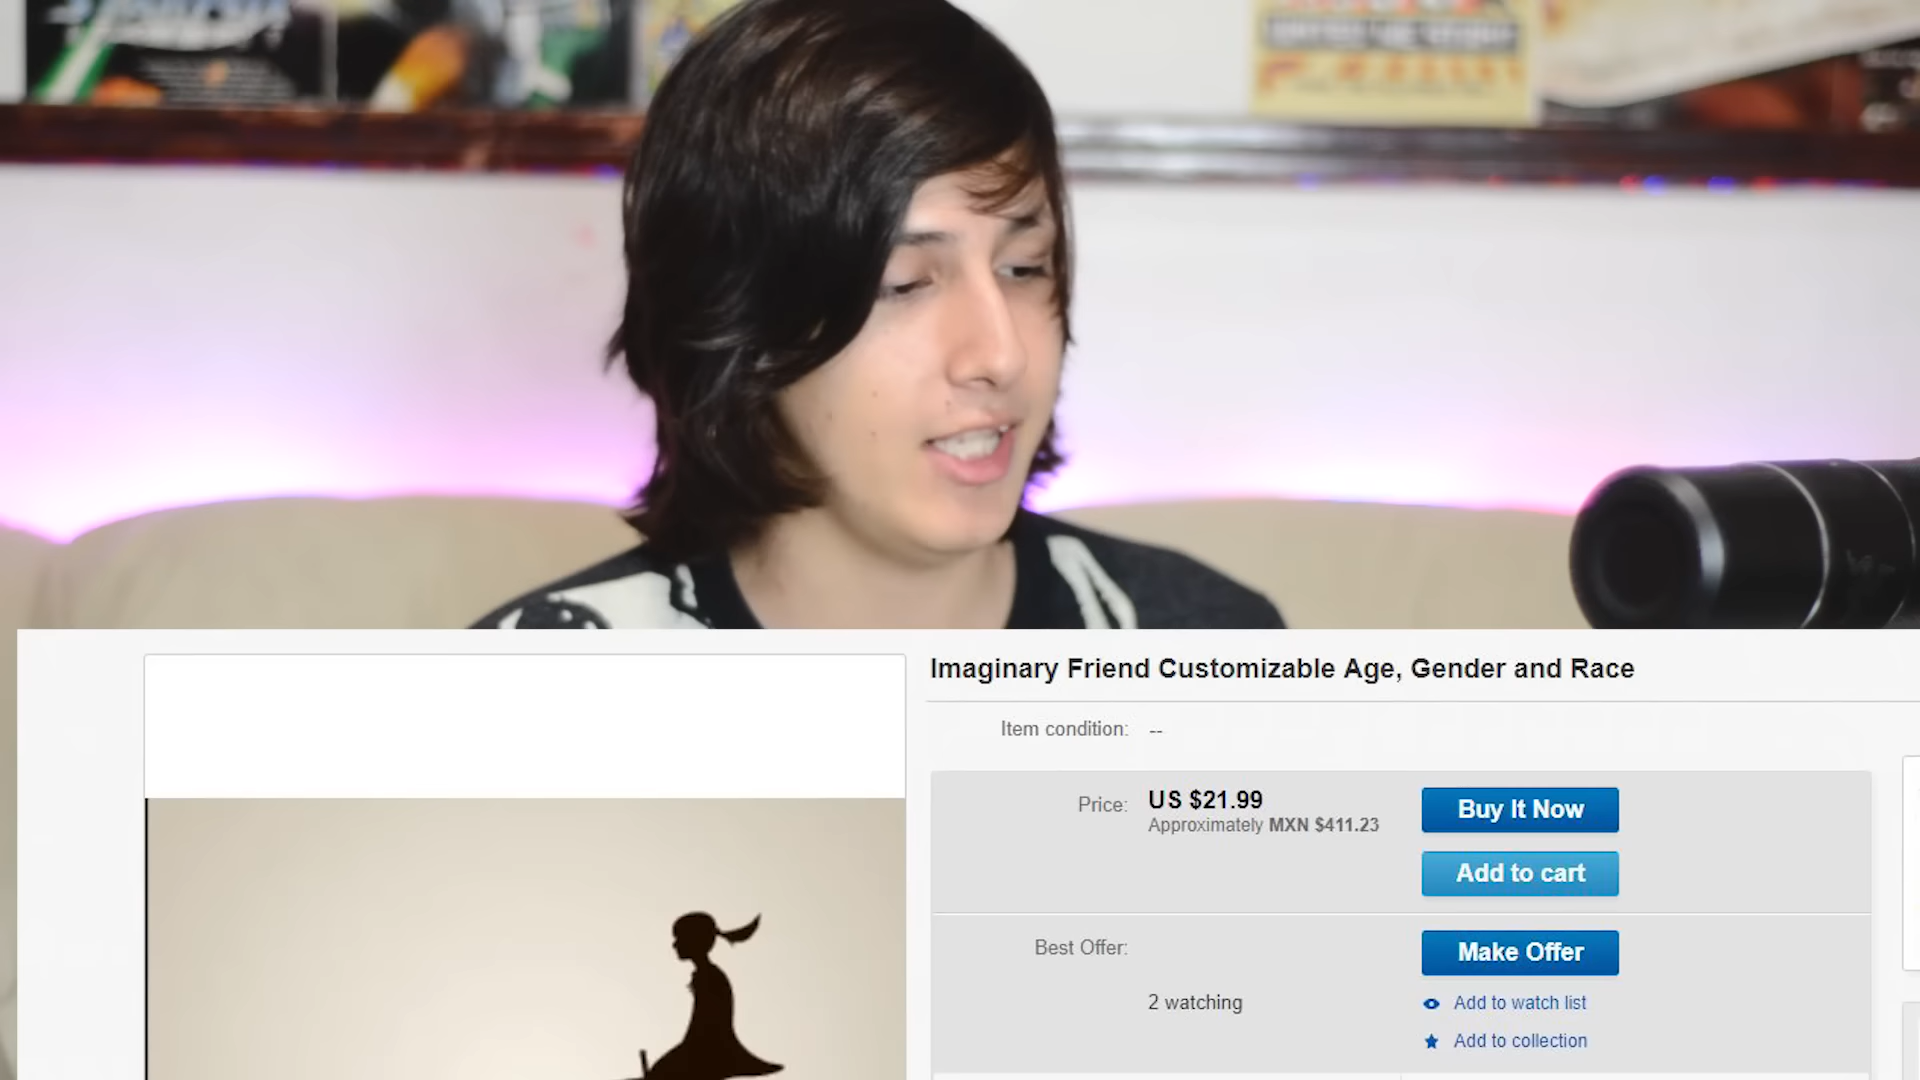 Imaginary Friend Customizable Age, Gender and Race
Item condition: --
Price: US $21.99 Buy It Now
Approximately MXN $411.23
Add to cart
Best Offer: Make Offer
2 watching Add to watch list
Add to collection